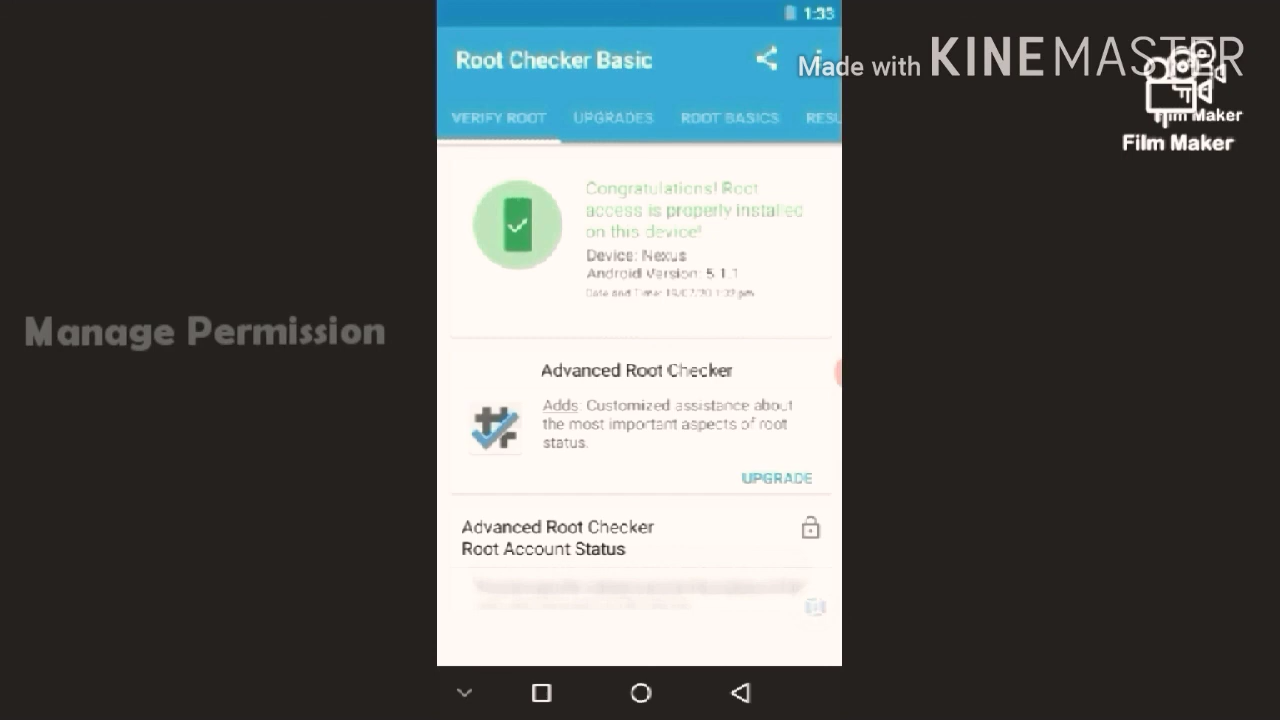 1:33
Root Checker Basic
Made with KINEMASTER
Film Maker
Film Maker
VERIFY ROOT UPGRADES ROOT BASICS RESU
Congratulations! Root
access is properly installed
on this device!
Device: Nexus
Android Version: 5.1.1
Date and Time:
Manage Permission
Advanced Root Checker
Adds: Customized assistance about
the most important aspects of root
status.
UPGRADE
Advanced Root Checker
Root Account Status